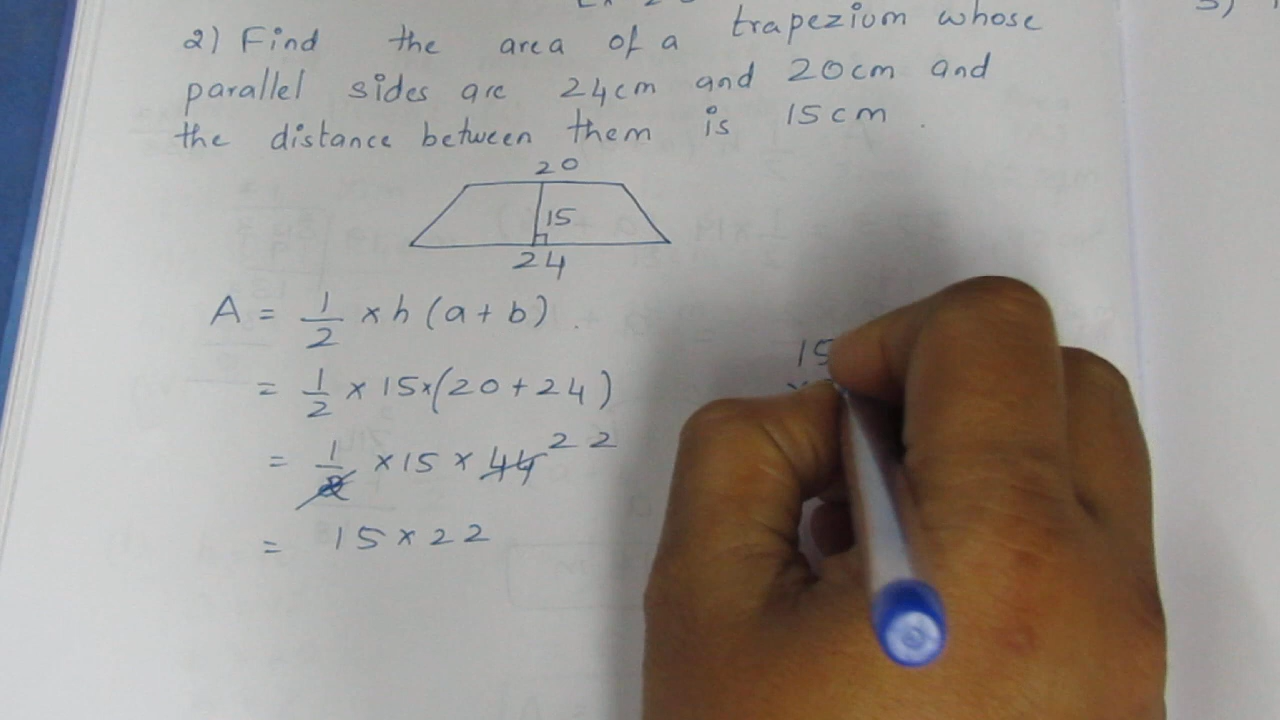 2) Find the area of a trapezium whose
parallel sides are 24cm and 20cm and
the distance between them is 15cm.
20
15
24
A = 1/2 × h (a + b).
= 1/2 × 15×(20 + 24)
= 1/2 × 15 × 44 22
= 15 × 22
15
×